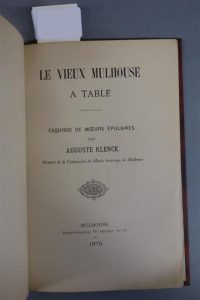 LE VIEUX MULHOUSE
A TABLE
ESQUISSE DE MŒURS ÉPULAIRES
PAR
AUGUSTE KLENCK
Membre de la Commission du Musée historique de Mulhouse
MULHOUSE